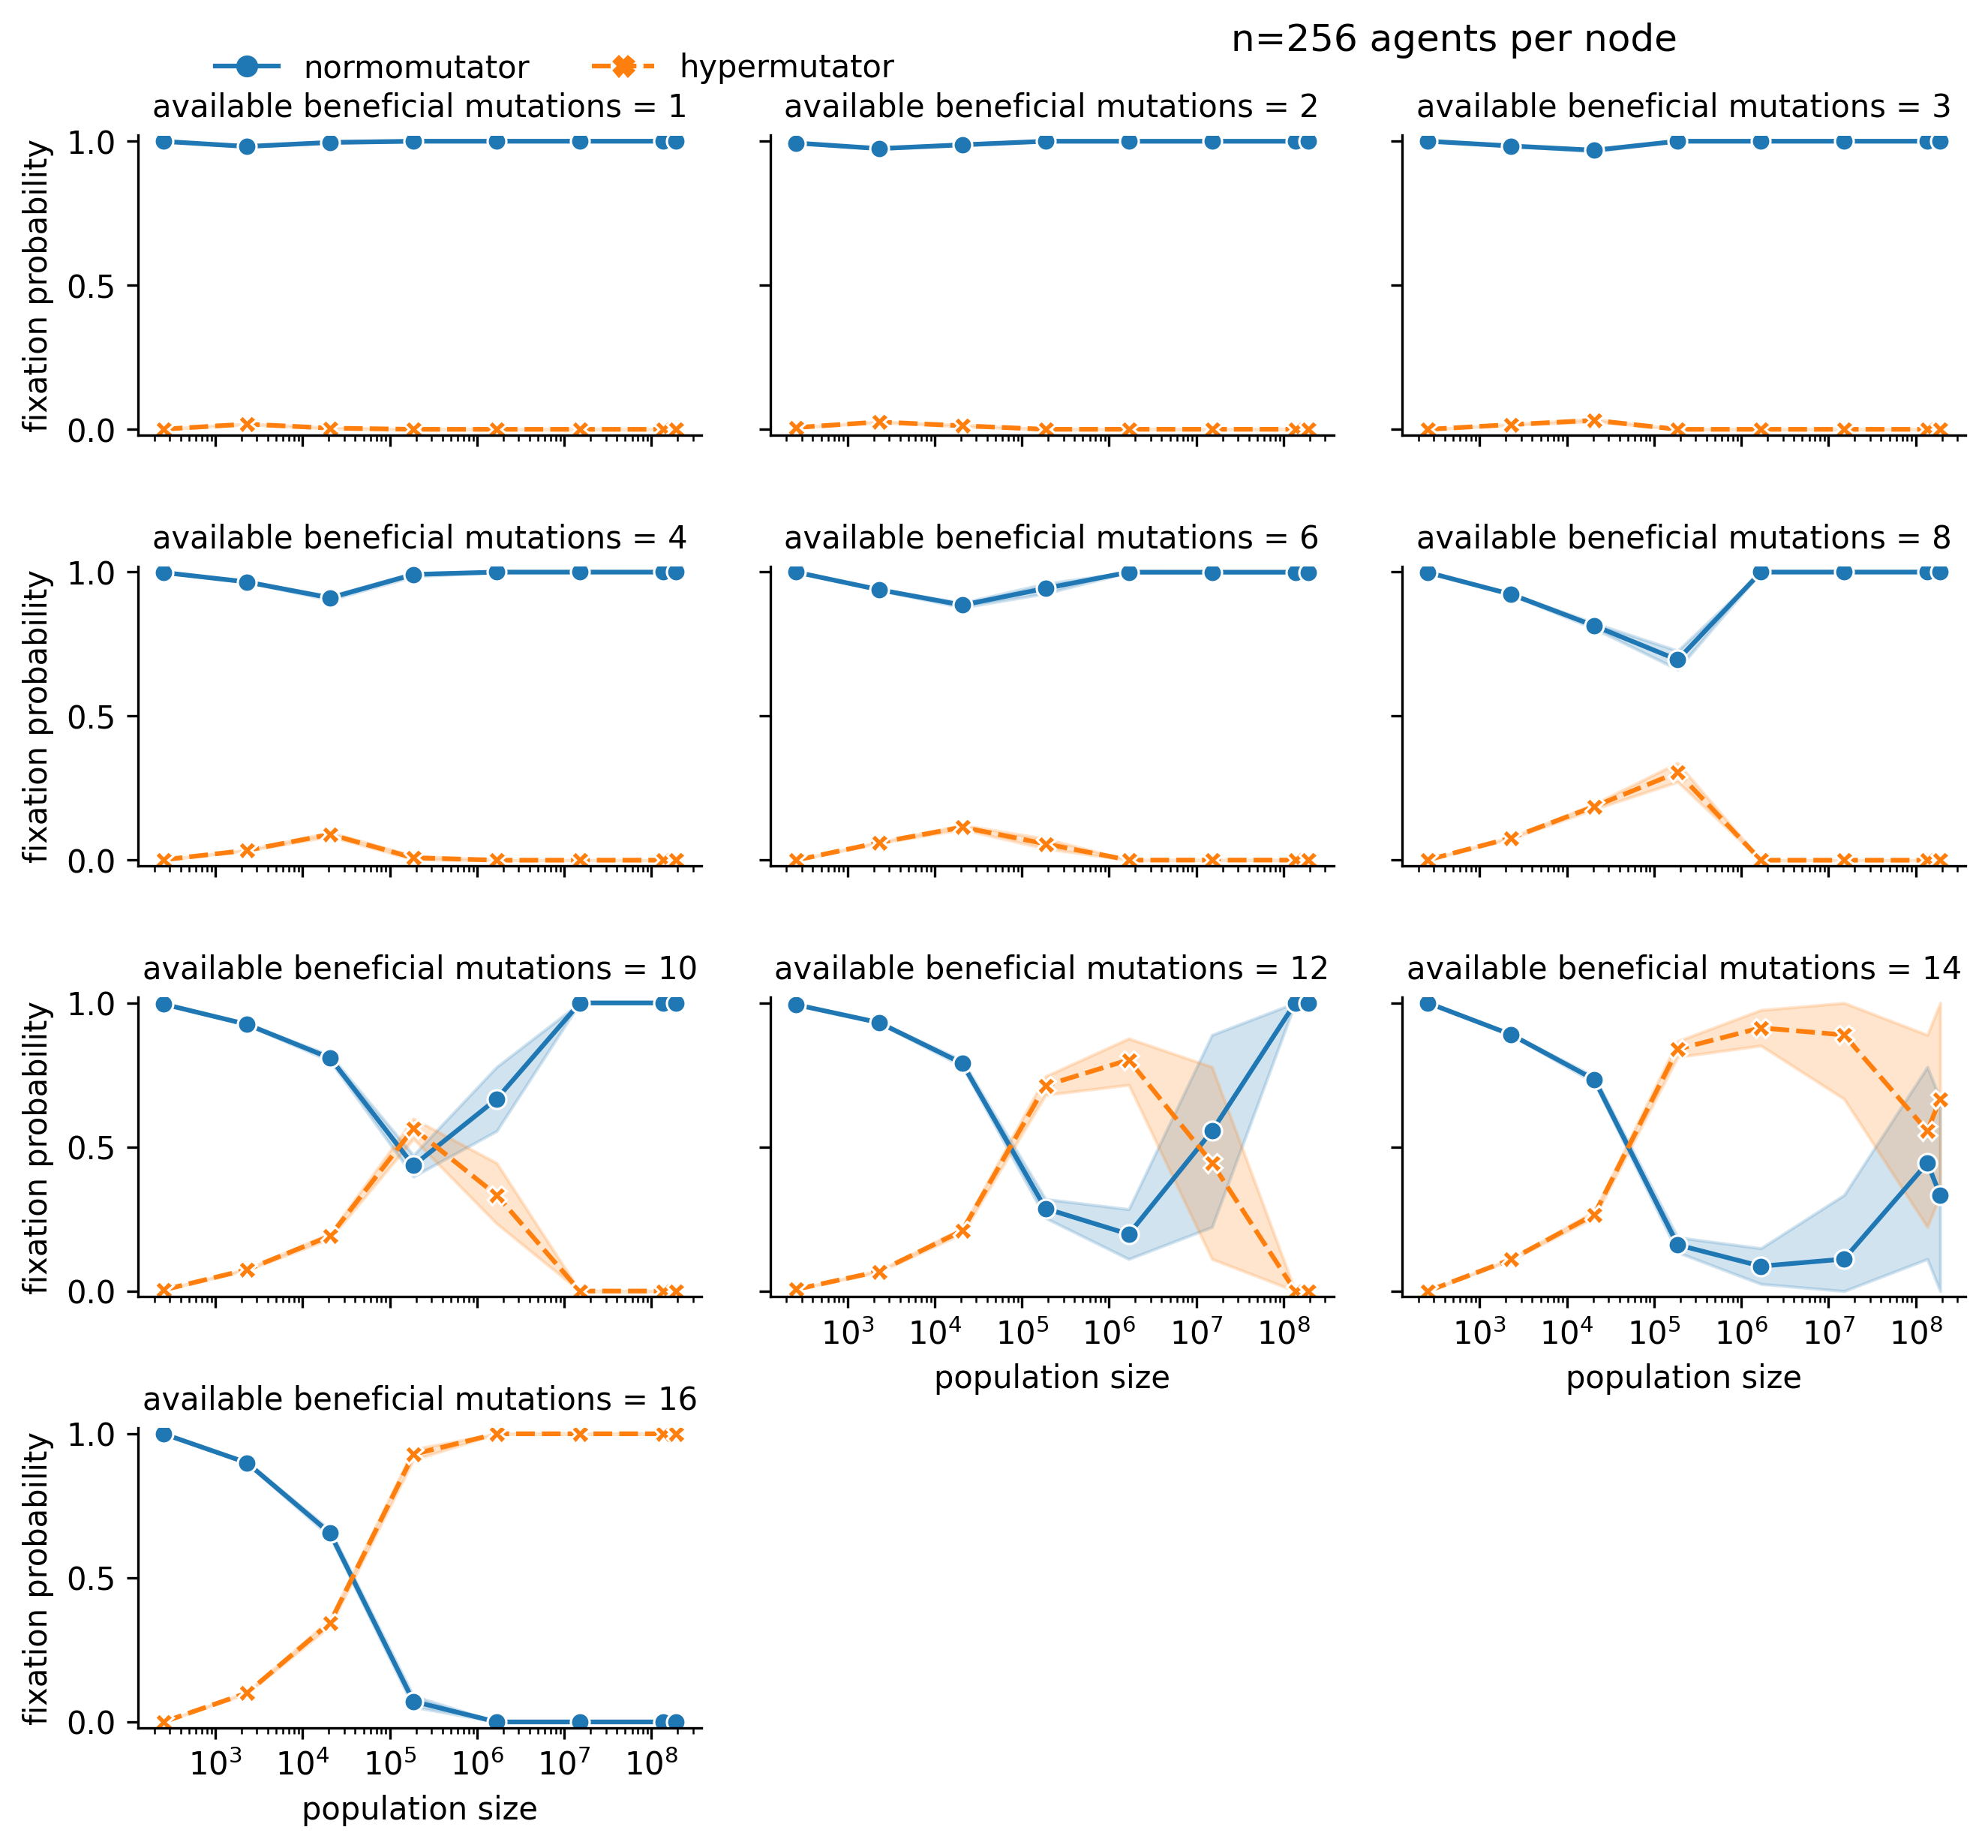 n=256 agents per node
normomutator hypermutator
available beneficial mutations = 1
available beneficial mutations = 2
available beneficial mutations = 3
fixation probability
1.0
0.5
0.0
available beneficial mutations = 4
available beneficial mutations = 6
available beneficial mutations = 8
fixation probability
1.0
0.5
0.0
available beneficial mutations = 10
available beneficial mutations = 12
available beneficial mutations = 14
fixation probability
1.0
0.5
0.0
10³ 10⁴ 10⁵ 10⁶ 10⁷ 10⁸
population size
10³ 10⁴ 10⁵ 10⁶ 10⁷ 10⁸
population size
available beneficial mutations = 16
fixation probability
1.0
0.5
0.0
10³ 10⁴ 10⁵ 10⁶ 10⁷ 10⁸
population size